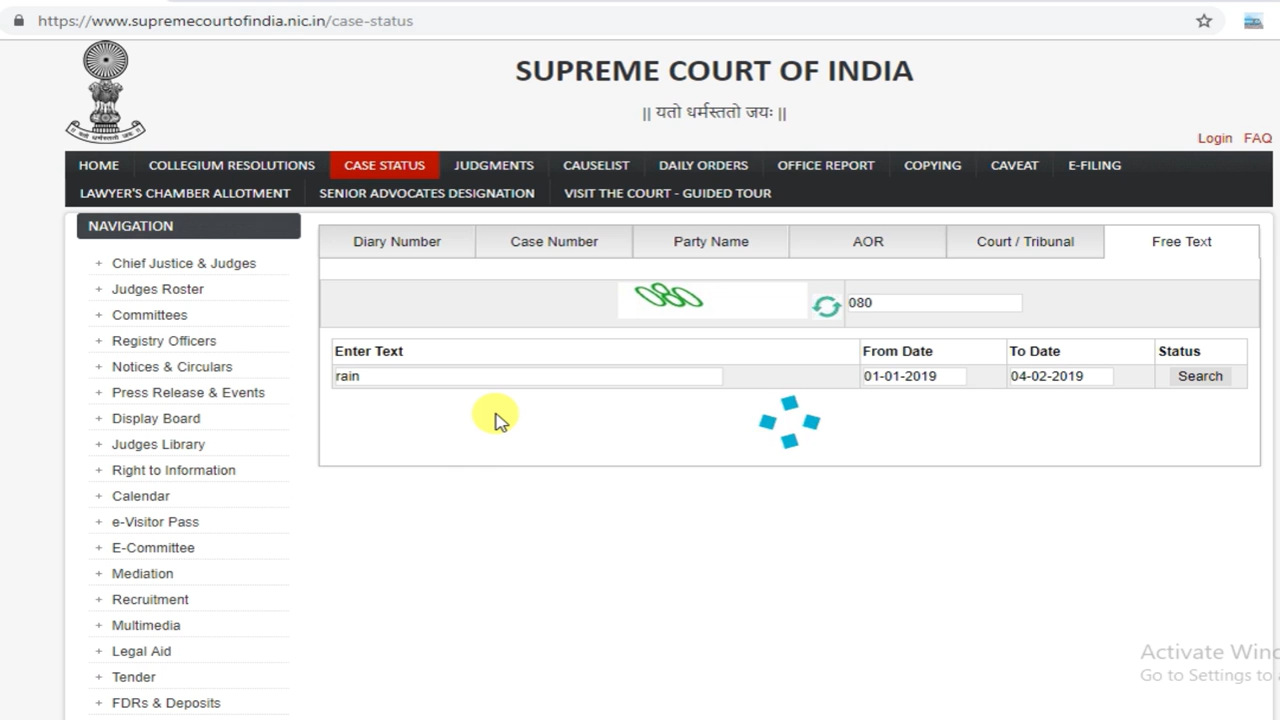 https://www.supremecourtofindia.nic.in/case-status
SUPREME COURT OF INDIA
|| यतो धर्मस्ततो जयः ||
Login FAQ
HOME COLLEGIUM RESOLUTIONS CASE STATUS JUDGMENTS CAUSELIST DAILY ORDERS OFFICE REPORT COPYING CAVEAT E-FILING
LAWYER'S CHAMBER ALLOTMENT SENIOR ADVOCATES DESIGNATION VISIT THE COURT - GUIDED TOUR
NAVIGATION
+ Chief Justice & Judges
+ Judges Roster
+ Committees
+ Registry Officers
+ Notices & Circulars
+ Press Release & Events
+ Display Board
+ Judges Library
+ Right to Information
+ Calendar
+ e-Visitor Pass
+ E-Committee
+ Mediation
+ Recruitment
+ Multimedia
+ Legal Aid
+ Tender
+ FDRs & Deposits
Diary Number Case Number Party Name AOR Court / Tribunal Free Text
080 080
Enter Text From Date To Date Status
rain 01-01-2019 04-02-2019 Search
Activate Wind
Go to Settings to